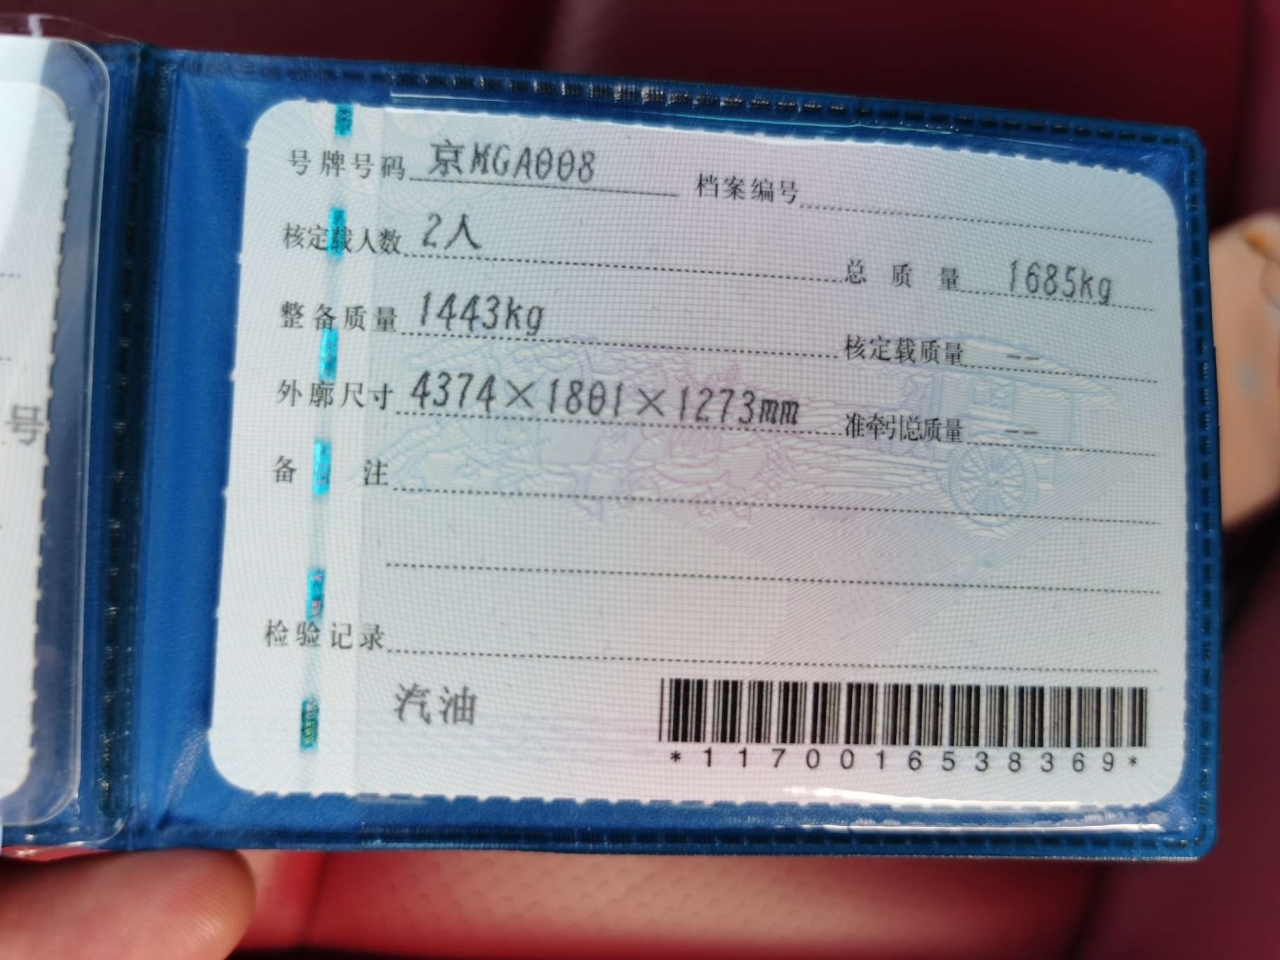 号牌号码 京MGA008 档案编号
核定载人数 2人 总质量 1685kg
整备质量 1443kg 核定载质量 --
外廓尺寸 4374×1801×1273mm 准牵引总质量 --
备注
检验记录
汽油
*1170016538369*
号